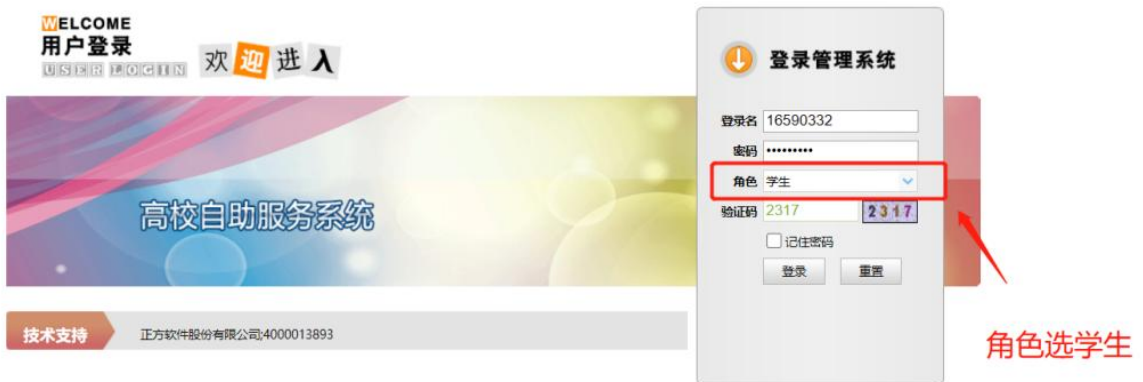 WELCOME
用户登录
USER LOGIN
欢迎进入
高校自助服务系统
技术支持
正方软件股份有限公司;4000013893
登录管理系统
登录名 16590332
密码 •••••••••
角色 学生
验证码 2317 2317
记住密码
登录 重置
角色选学生